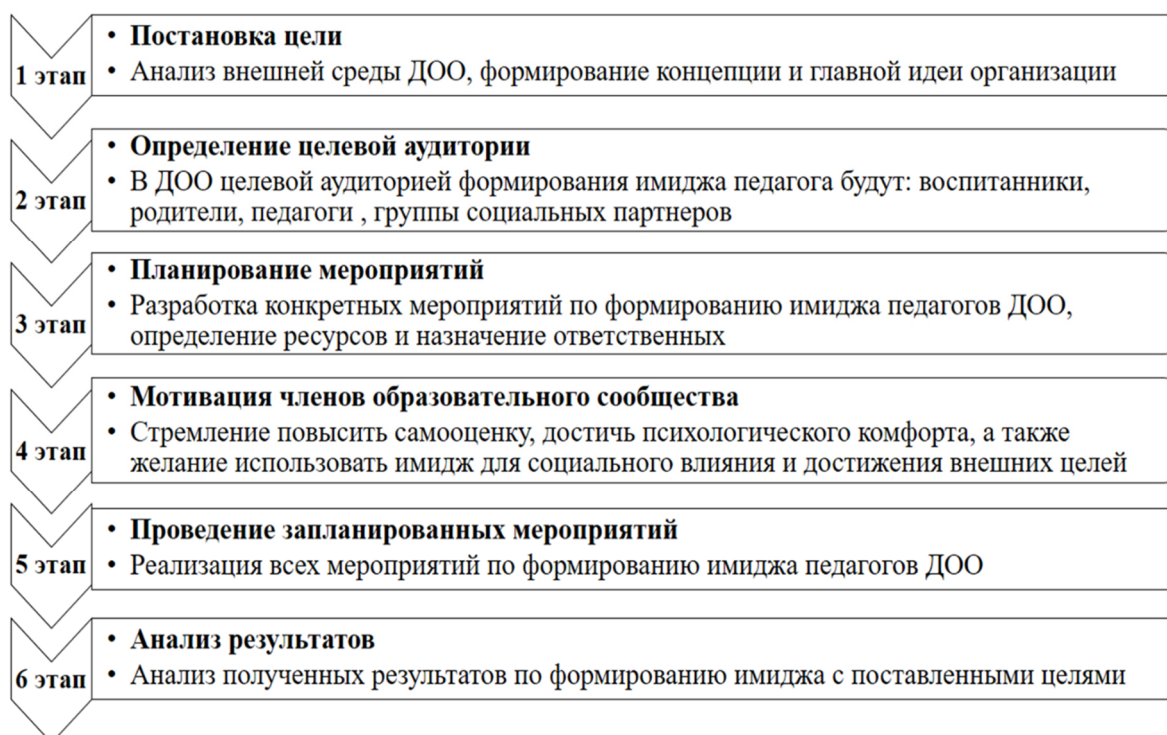 1 этап
• Постановка цели
• Анализ внешней среды ДОО, формирование концепции и главной идеи организации
2 этап
• Определение целевой аудитории
• В ДОО целевой аудиторией формирования имиджа педагога будут: воспитанники,
родители, педагоги , группы социальных партнеров
3 этап
• Планирование мероприятий
• Разработка конкретных мероприятий по формированию имиджа педагогов ДОО,
определение ресурсов и назначение ответственных
4 этап
• Мотивация членов образовательного сообщества
• Стремление повысить самооценку, достичь психологического комфорта, а также
желание использовать имидж для социального влияния и достижения внешних целей
5 этап
• Проведение запланированных мероприятий
• Реализация всех мероприятий по формированию имиджа педагогов ДОО
6 этап
• Анализ результатов
• Анализ полученных результатов по формированию имиджа с поставленными целями